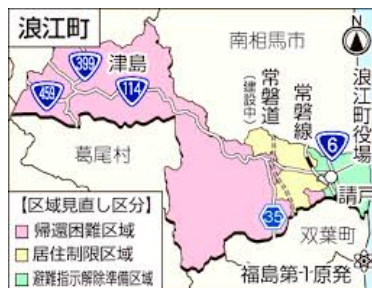 浪江町
南相馬市
N
399
津島
459
114
常磐道
(建設中)
常磐線
浪江町役場
6
葛尾村
請戸
【区域見直し区分】
帰還困難区域
居住制限区域
避難指示解除準備区域
35
双葉町
福島第1原発